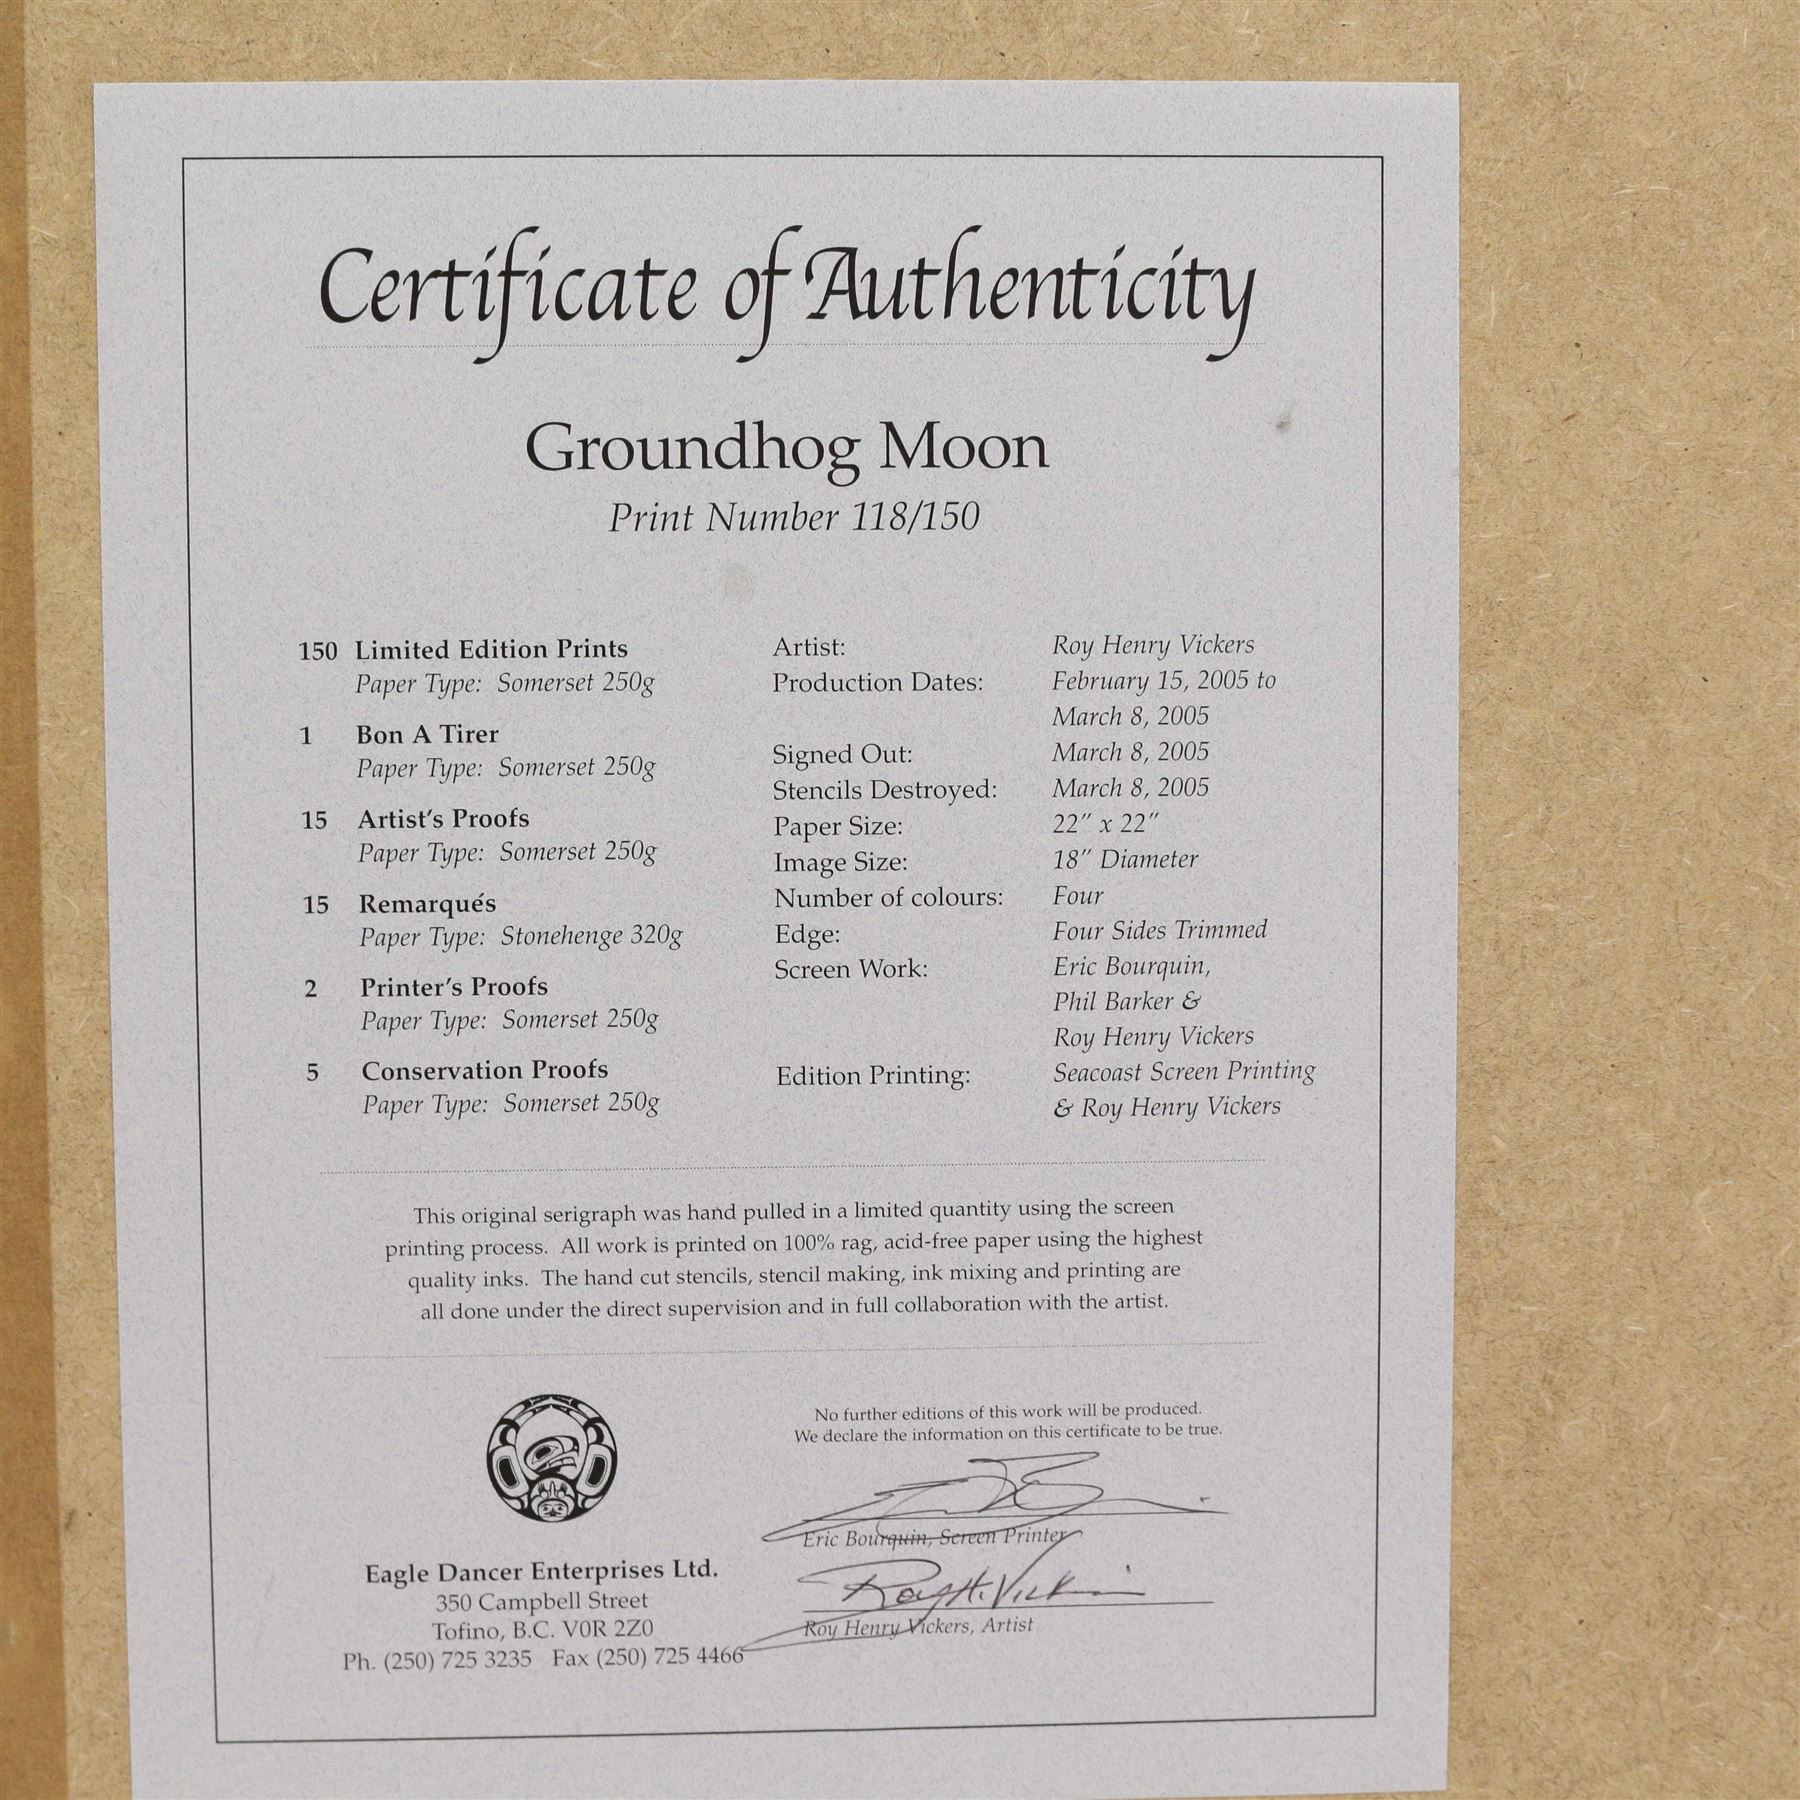 Certificate of Authenticity
Groundhog Moon
Print Number 118/150
150 Limited Edition Prints
Paper Type: Somerset 250g
1 Bon A Tirer
Paper Type: Somerset 250g
15 Artist's Proofs
Paper Type: Somerset 250g
15 Remarqués
Paper Type: Stonehenge 320g
2 Printer's Proofs
Paper Type: Somerset 250g
5 Conservation Proofs
Paper Type: Somerset 250g
Artist: Roy Henry Vickers
Production Dates: February 15, 2005 to
March 8, 2005
Signed Out: March 8, 2005
Stencils Destroyed: March 8, 2005
Paper Size: 22" x 22"
Image Size: 18" Diameter
Number of colours: Four
Edge: Four Sides Trimmed
Screen Work: Eric Bourquin,
Phil Barker &
Roy Henry Vickers
Edition Printing: Seacoast Screen Printing
& Roy Henry Vickers
This original serigraph was hand pulled in a limited quantity using the screen
printing process. All work is printed on 100% rag, acid-free paper using the highest
quality inks. The hand cut stencils, stencil making, ink mixing and printing are
all done under the direct supervision and in full collaboration with the artist.
Eagle Dancer Enterprises Ltd.
350 Campbell Street
Tofino, B.C. V0R 2Z0
Ph. (250) 725 3235 Fax (250) 725 4466
No further editions of this work will be produced.
We declare the information on this certificate to be true.
Eric Bourquin, Screen Printer
Roy H. Vickers
Roy Henry Vickers, Artist